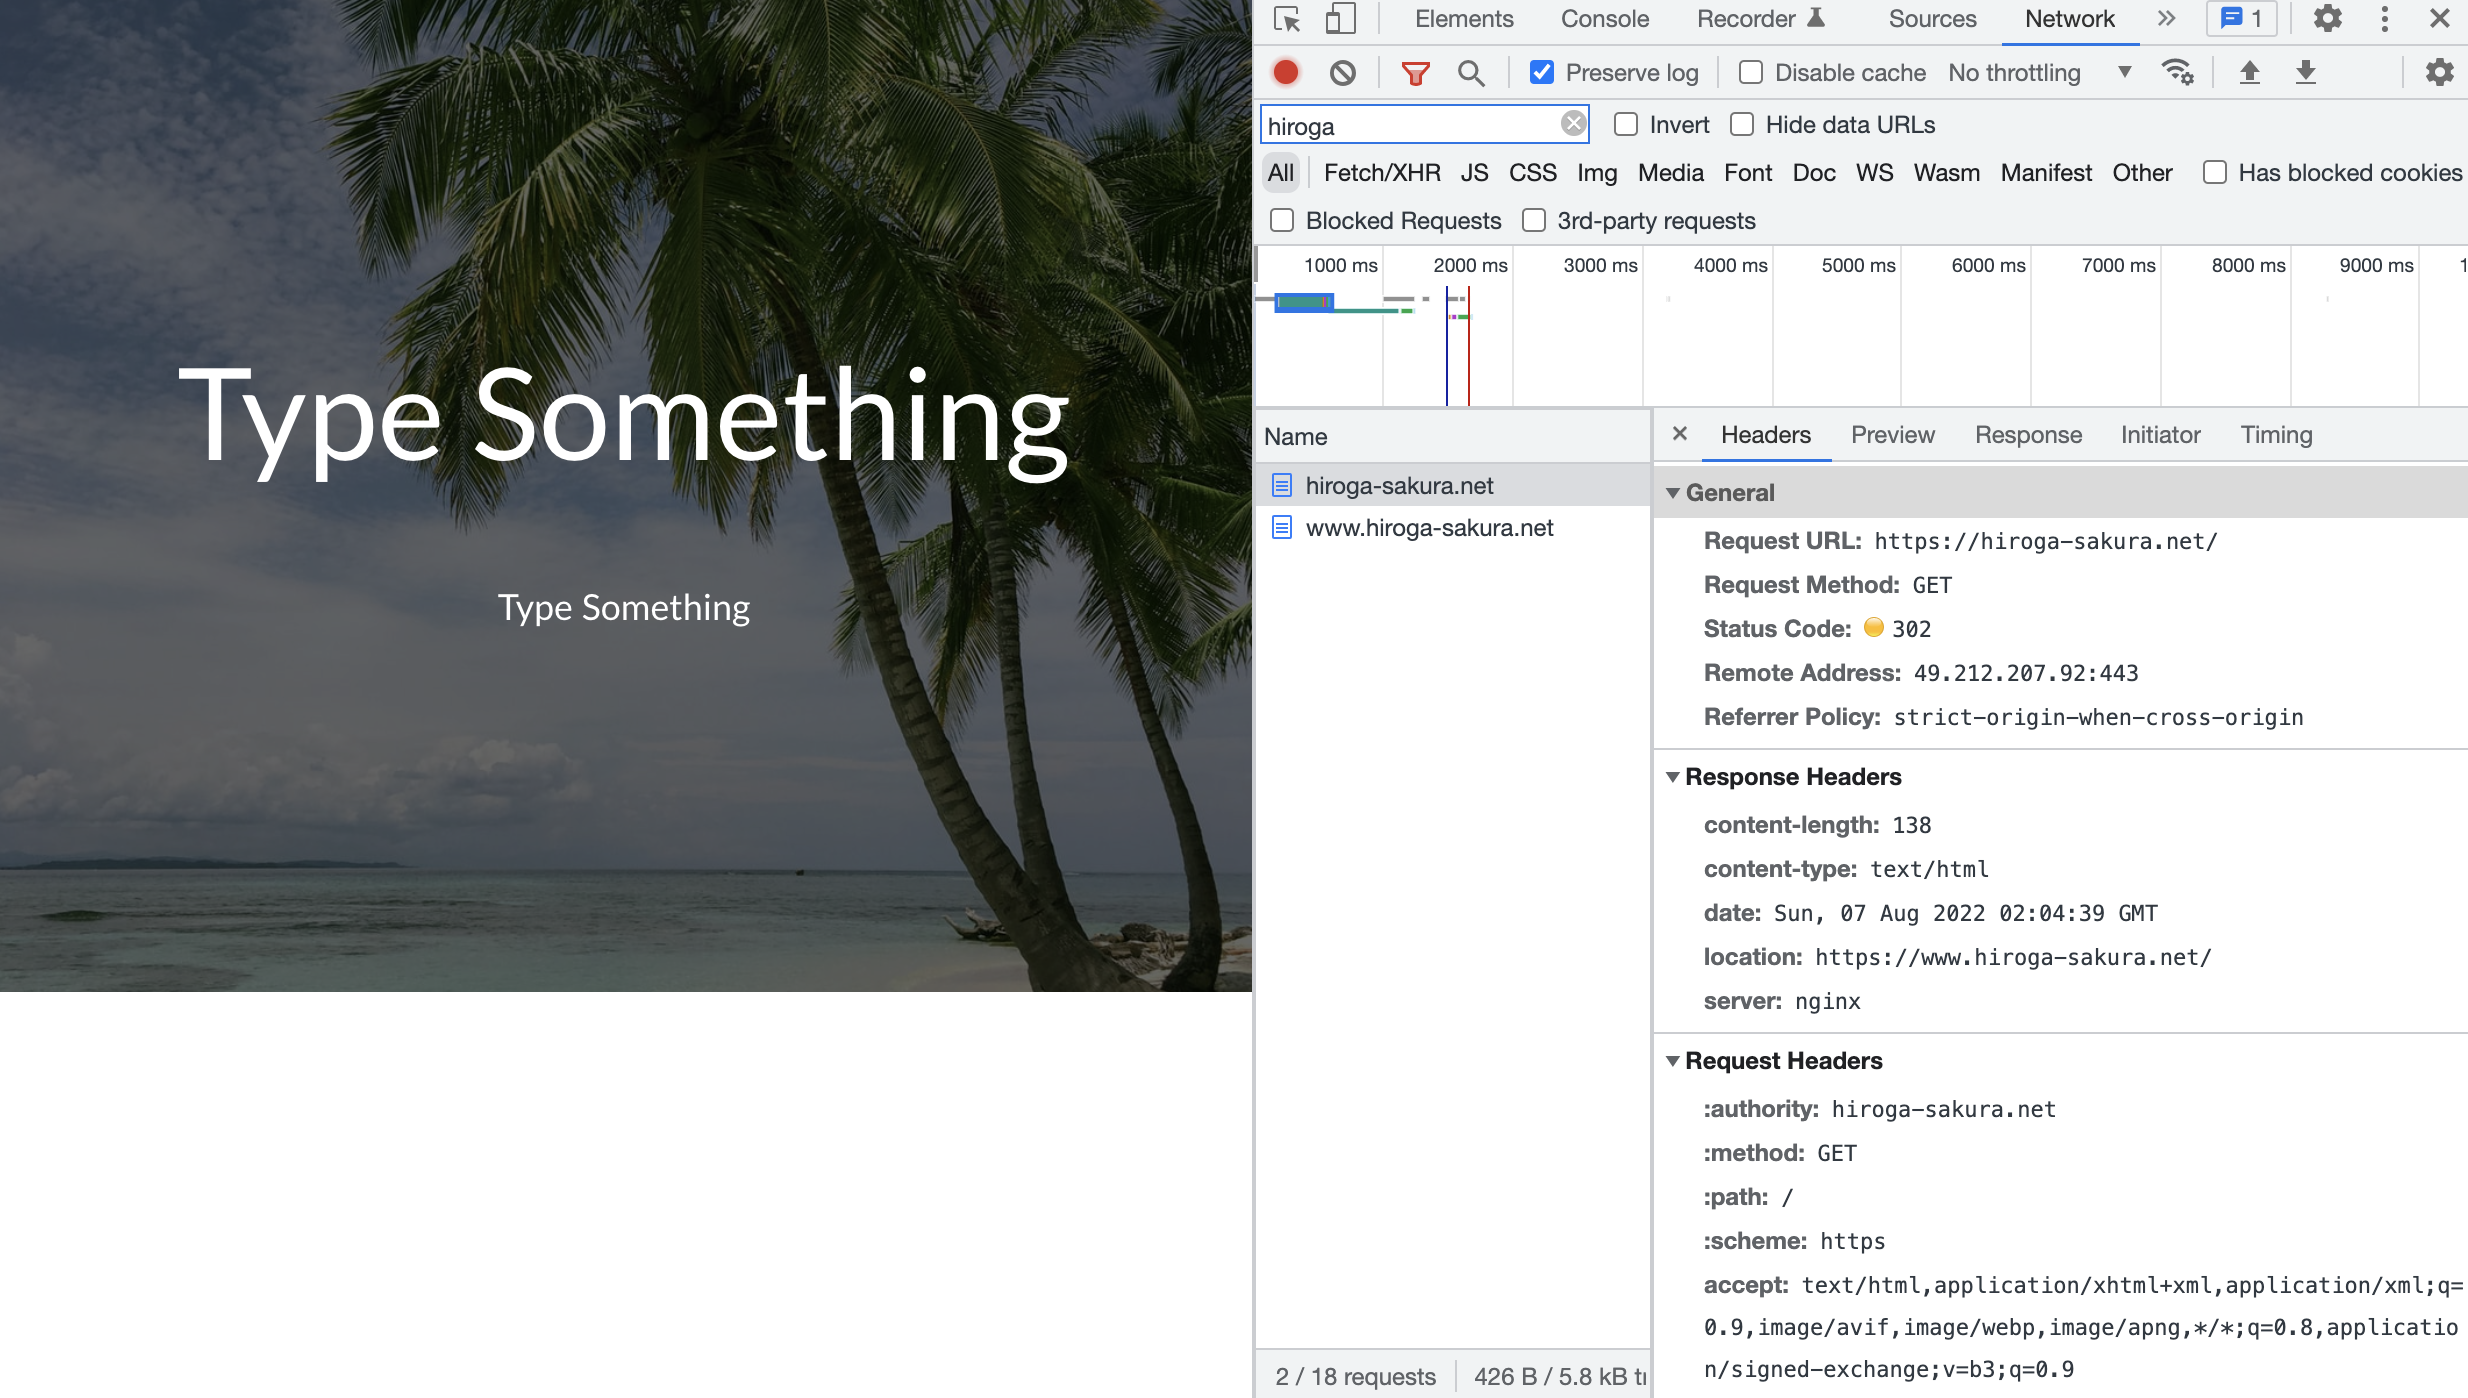 Type Something
Type Something
Elements Console Recorder Sources Network 1
Preserve log Disable cache No throttling
hiroga Invert Hide data URLs
All Fetch/XHR JS CSS Img Media Font Doc WS Wasm Manifest Other Has blocked cookies
Blocked Requests 3rd-party requests
1000 ms 2000 ms 3000 ms 4000 ms 5000 ms 6000 ms 7000 ms 8000 ms 9000 ms
Name
hiroga-sakura.net
www.hiroga-sakura.net
2 / 18 requests 426 B / 5.8 kB
Headers Preview Response Initiator Timing
General
Request URL: https://hiroga-sakura.net/
Request Method: GET
Status Code: 302
Remote Address: 49.212.207.92:443
Referrer Policy: strict-origin-when-cross-origin
Response Headers
content-length: 138
content-type: text/html
date: Sun, 07 Aug 2022 02:04:39 GMT
location: https://www.hiroga-sakura.net/
server: nginx
Request Headers
:authority: hiroga-sakura.net
:method: GET
:path: /
:scheme: https
accept: text/html,application/xhtml+xml,application/xml;q=
0.9,image/avif,image/webp,image/apng,*/*;q=0.8,applicatio
n/signed-exchange;v=b3;q=0.9